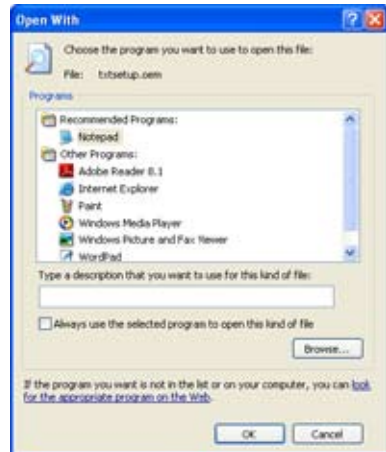 Open With
Choose the program you want to use to open this file:
File: txtsetup.oem
Programs
Recommended Programs:
Notepad
Other Programs:
Adobe Reader 8.1
Internet Explorer
Paint
Windows Media Player
Windows Picture and Fax Viewer
WordPad
Type a description that you want to use for this kind of file:
Always use the selected program to open this kind of file
Browse...
If the program you want is not in the list or on your computer, you can look
for the appropriate program on the Web.
OK Cancel